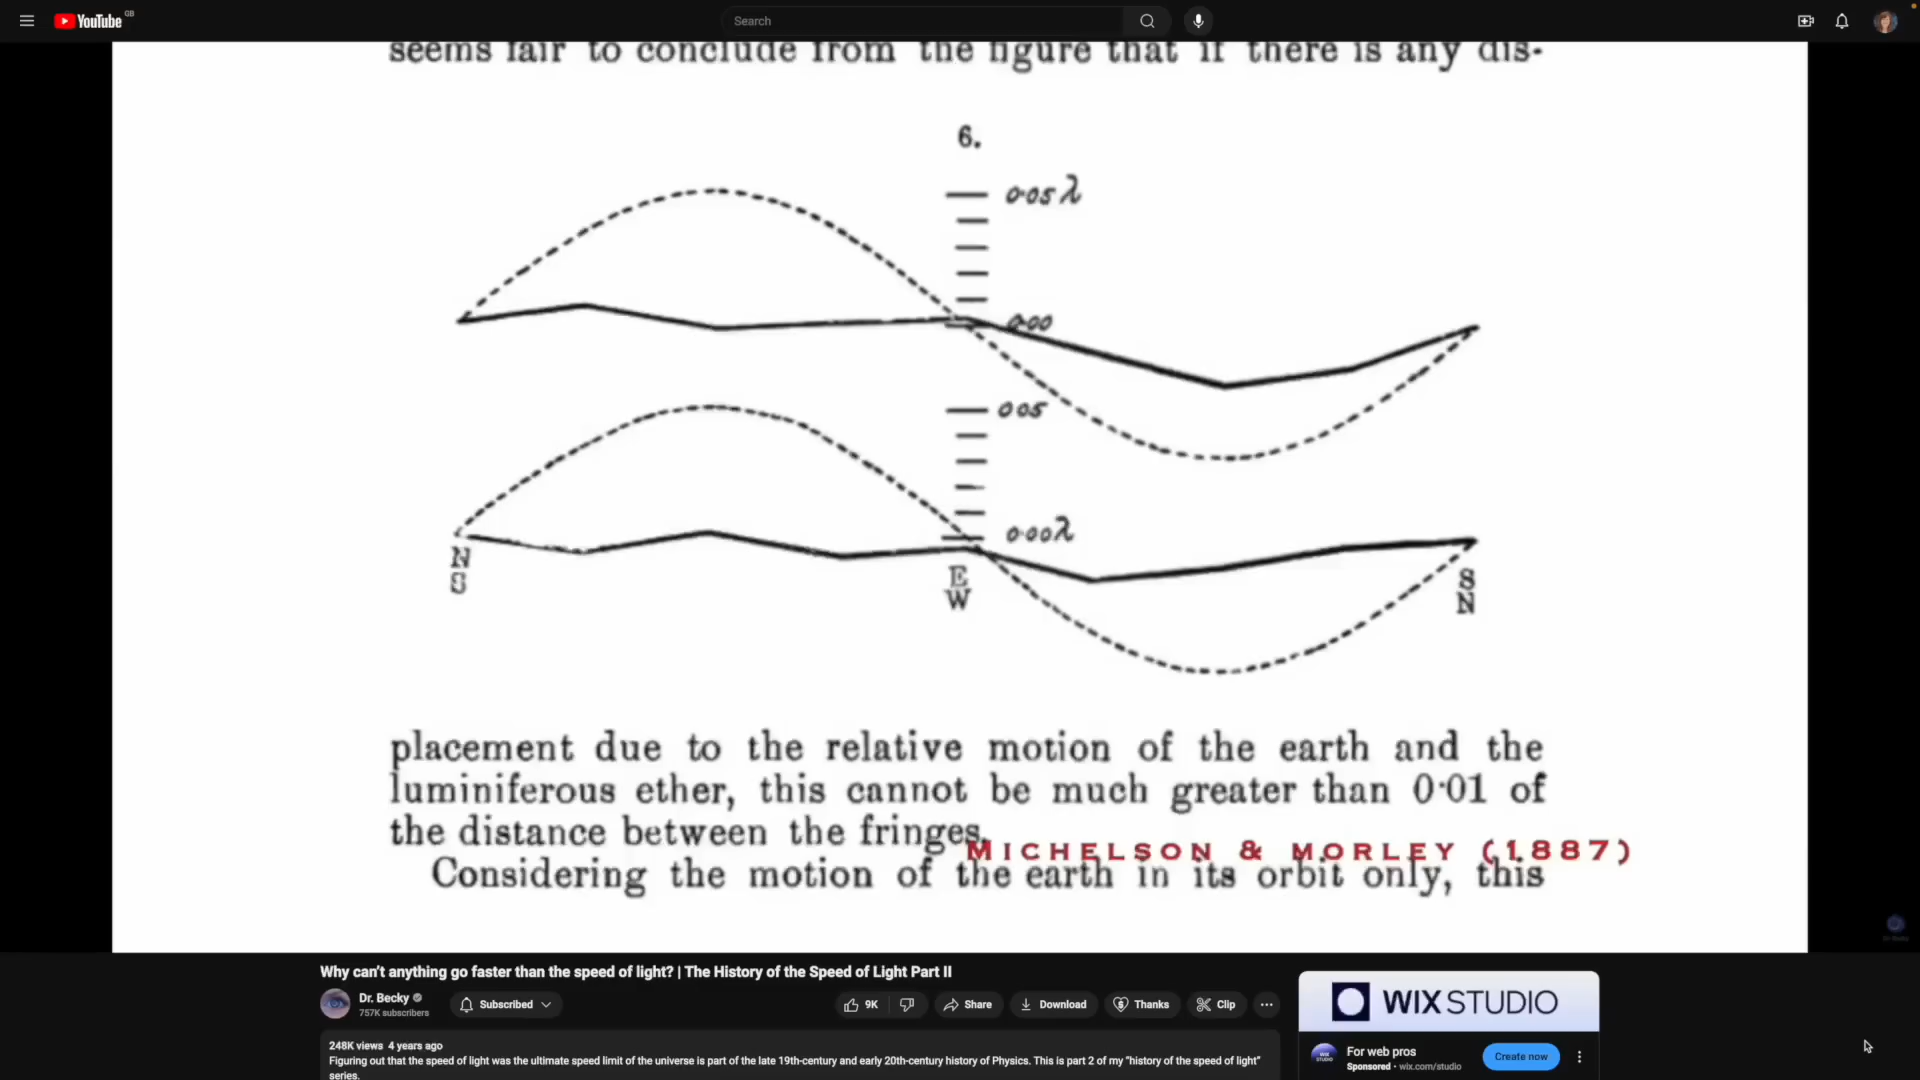 YouTube GB
Search
seems fair to conclude from the figure that if there is any dis-
6.
0·05 λ
0·00
0·05
0·00λ
N
S
E
W
S
N
placement due to the relative motion of the earth and the
luminiferous ether, this cannot be much greater than 0·01 of
the distance between the fringes.
MICHELSON & MORLEY (1887)
Considering the motion of the earth in its orbit only, this
Why can't anything go faster than the speed of light? | The History of the Speed of Light Part II
Dr. Becky
757K subscribers
Subscribed
9K
Share
Download
Thanks
Clip
248K views 4 years ago
Figuring out that the speed of light was the ultimate speed limit of the universe is part of the late 19th-century and early 20th-century history of Physics. This is part 2 of my "history of the speed of light"
series.
WIX STUDIO
WIX STUDIO
For web pros
Sponsored · wix.com/studio
Create now